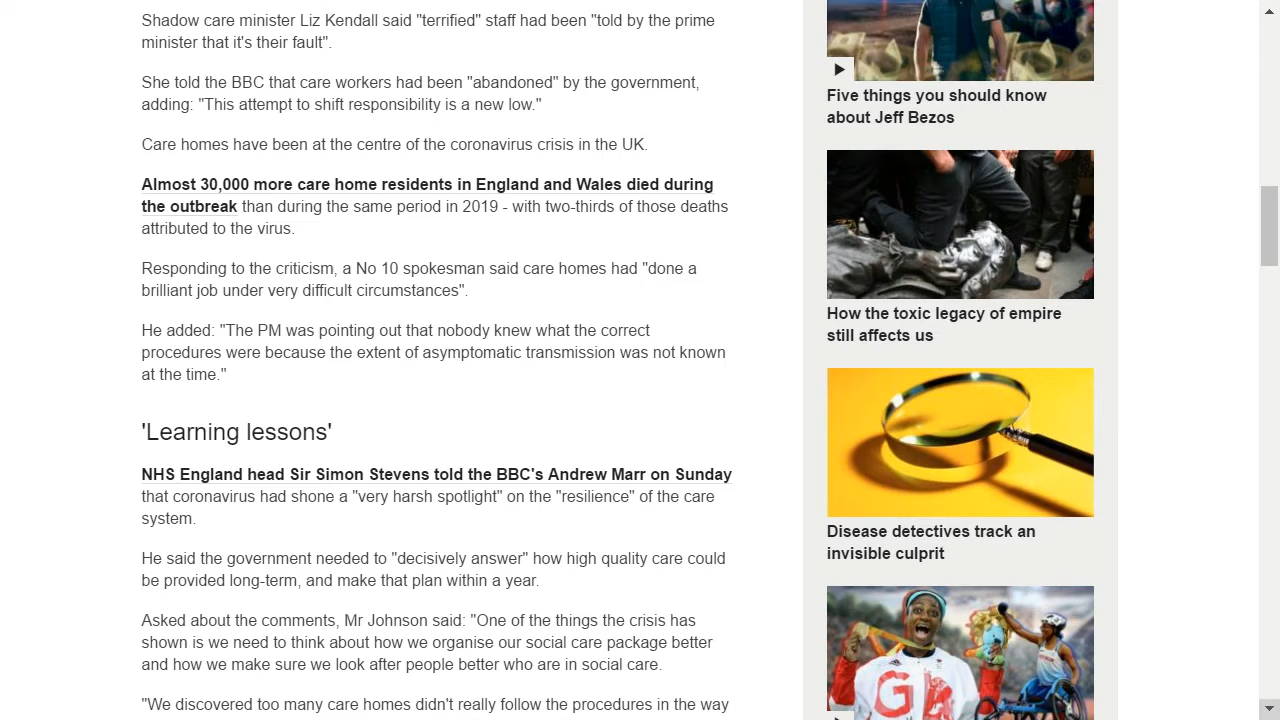 Shadow care minister Liz Kendall said "terrified" staff had been "told by the prime
minister that it's their fault".
She told the BBC that care workers had been "abandoned" by the government,
adding: "This attempt to shift responsibility is a new low."
Care homes have been at the centre of the coronavirus crisis in the UK.
Almost 30,000 more care home residents in England and Wales died during
the outbreak than during the same period in 2019 - with two-thirds of those deaths
attributed to the virus.
Responding to the criticism, a No 10 spokesman said care homes had "done a
brilliant job under very difficult circumstances".
He added: "The PM was pointing out that nobody knew what the correct
procedures were because the extent of asymptomatic transmission was not known
at the time."
'Learning lessons'
NHS England head Sir Simon Stevens told the BBC's Andrew Marr on Sunday
that coronavirus had shone a "very harsh spotlight" on the "resilience" of the care
system.
He said the government needed to "decisively answer" how high quality care could
be provided long-term, and make that plan within a year.
Asked about the comments, Mr Johnson said: "One of the things the crisis has
shown is we need to think about how we organise our social care package better
and how we make sure we look after people better who are in social care.
"We discovered too many care homes didn't really follow the procedures in the way
Five things you should know
about Jeff Bezos
How the toxic legacy of empire
still affects us
Disease detectives track an
invisible culprit